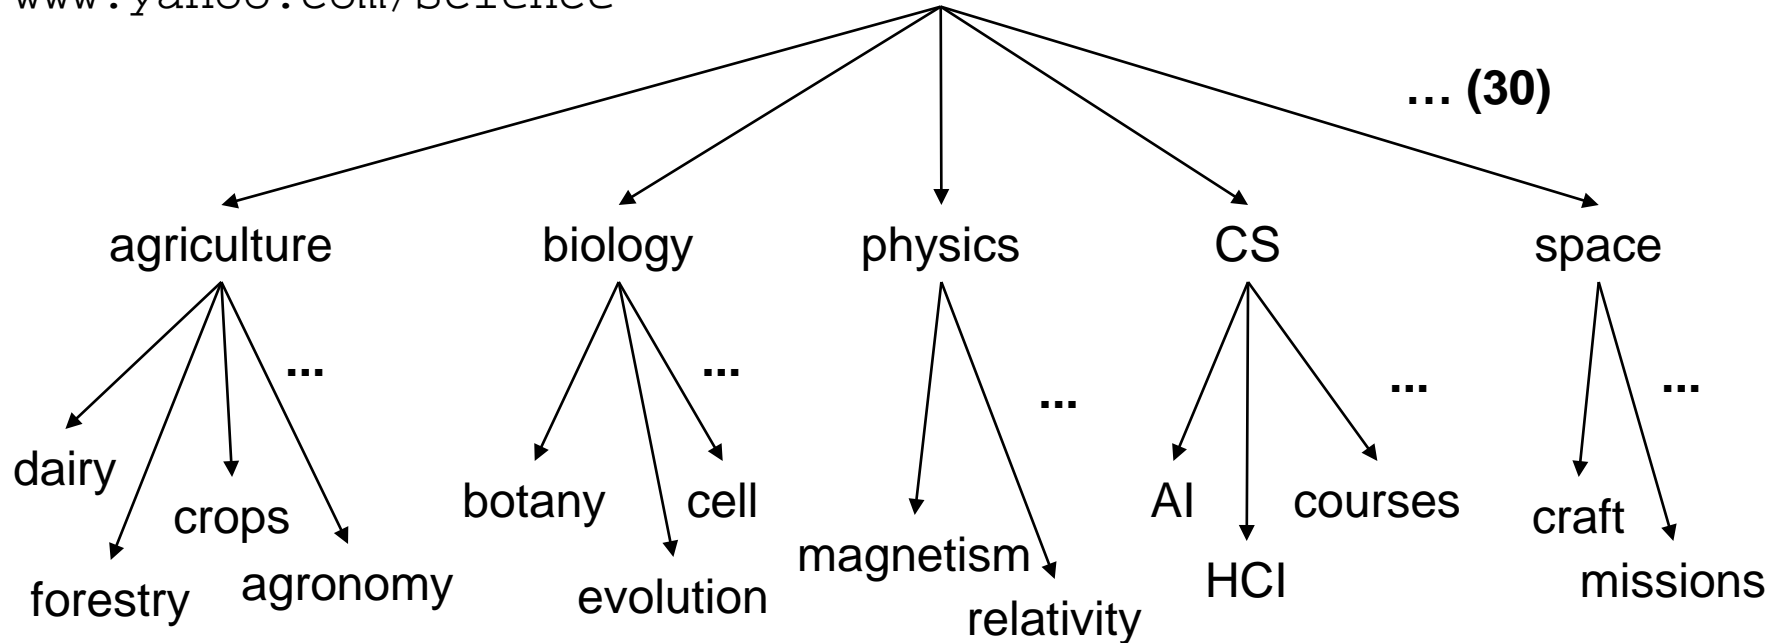 www.yahoo.com/Science
… (30)
agriculture
biology
physics
CS
space
...
...
...
...
...
dairy
crops
forestry
agronomy
botany
cell
evolution
magnetism
relativity
AI
courses
HCI
craft
missions